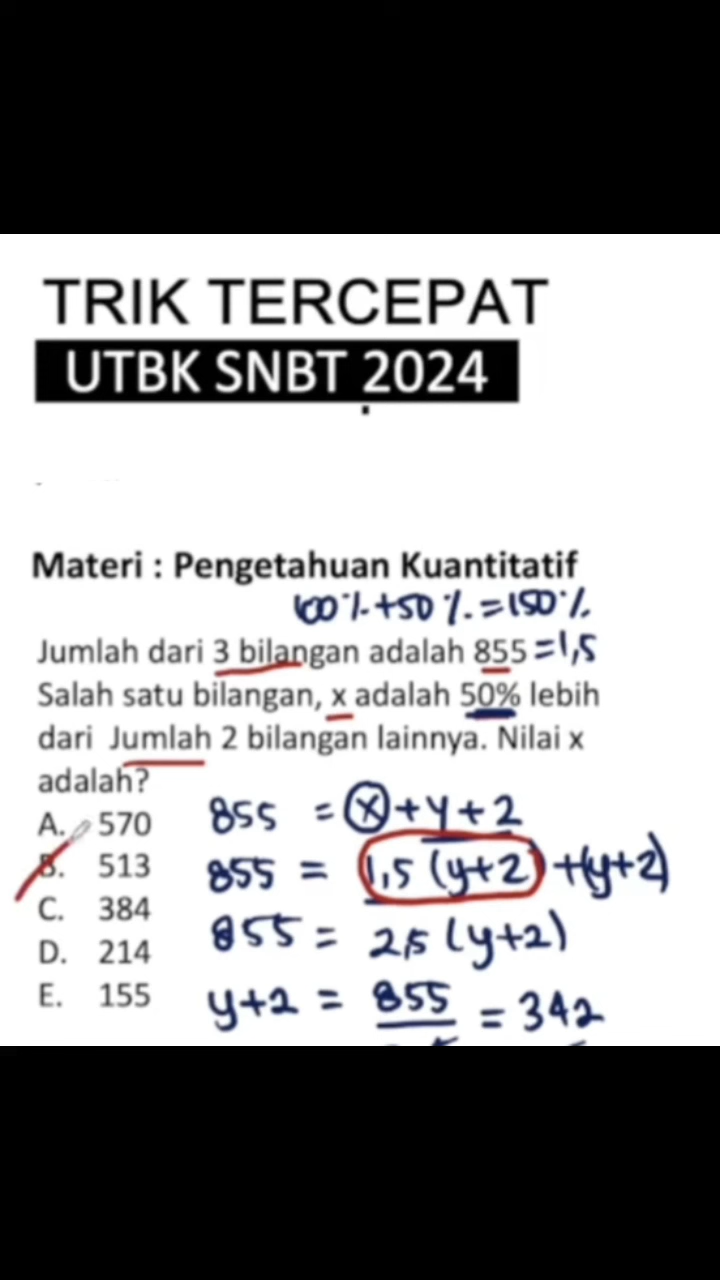 TRIK TERCEPAT
UTBK SNBT 2024
Materi : Pengetahuan Kuantitatif
100%+50%=150%
Jumlah dari 3 bilangan adalah 855 =1,5
Salah satu bilangan, x adalah 50% lebih
dari Jumlah 2 bilangan lainnya. Nilai x
adalah?
A. 570
B. 513
C. 384
D. 214
E. 155
855 = x+y+2
855 = 1,5 (y+2) +(y+2)
855 = 2,5 (y+2)
y+2 = 855 = 342